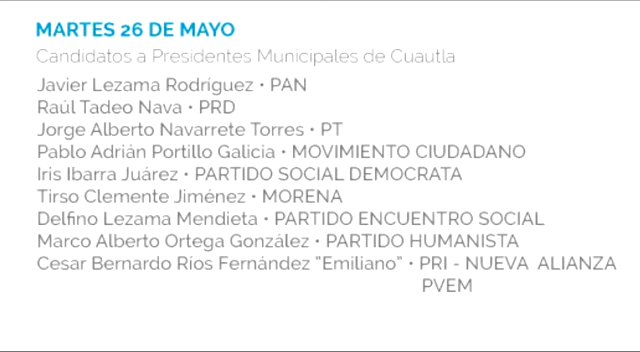 MARTES 26 DE MAYO
Candidatos a Presidentes Municipales de Cuautla
Javier Lezama Rodríguez • PAN
Raúl Tadeo Nava • PRD
Jorge Alberto Navarrete Torres • PT
Pablo Adrián Portillo Galicia • MOVIMIENTO CIUDADANO
Iris Ibarra Juárez • PARTIDO SOCIAL DEMOCRATA
Tirso Clemente Jiménez • MORENA
Delfino Lezama Mendieta • PARTIDO ENCUENTRO SOCIAL
Marco Alberto Ortega González • PARTIDO HUMANISTA
Cesar Bernardo Ríos Fernández "Emiliano" • PRI - NUEVA ALIANZA
PVEM